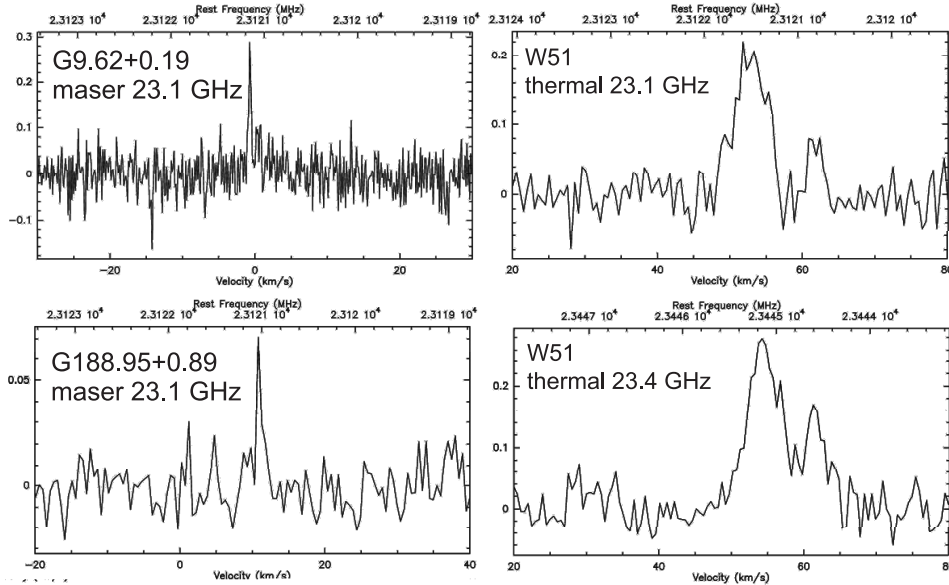 Rest Frequency (MHz)
2.3123 10⁴ 2.3122 10⁴ 2.3121 10⁴ 2.312 10⁴ 2.3119 10⁴
G9.62+0.19
maser 23.1 GHz
0.3
0.2
0.1
0
−0.1
−20 0 20
Velocity (km/s)
Rest Frequency (MHz)
2.3124 10⁴ 2.3123 10⁴ 2.3122 10⁴ 2.3121 10⁴ 2.312 10⁴
W51
thermal 23.1 GHz
0.2
0.1
0
20 40 60 80
Velocity (km/s)
Rest Frequency (MHz)
2.3123 10⁴ 2.3122 10⁴ 2.3121 10⁴ 2.312 10⁴ 2.3119 10⁴
G188.95+0.89
maser 23.1 GHz
0.05
0
−20 0 20 40
Velocity (km/s)
Rest Frequency (MHz)
2.3447 10⁴ 2.3446 10⁴ 2.3445 10⁴ 2.3444 10⁴
W51
thermal 23.4 GHz
0.2
0.1
0
20 40 60 80
Velocity (km/s)